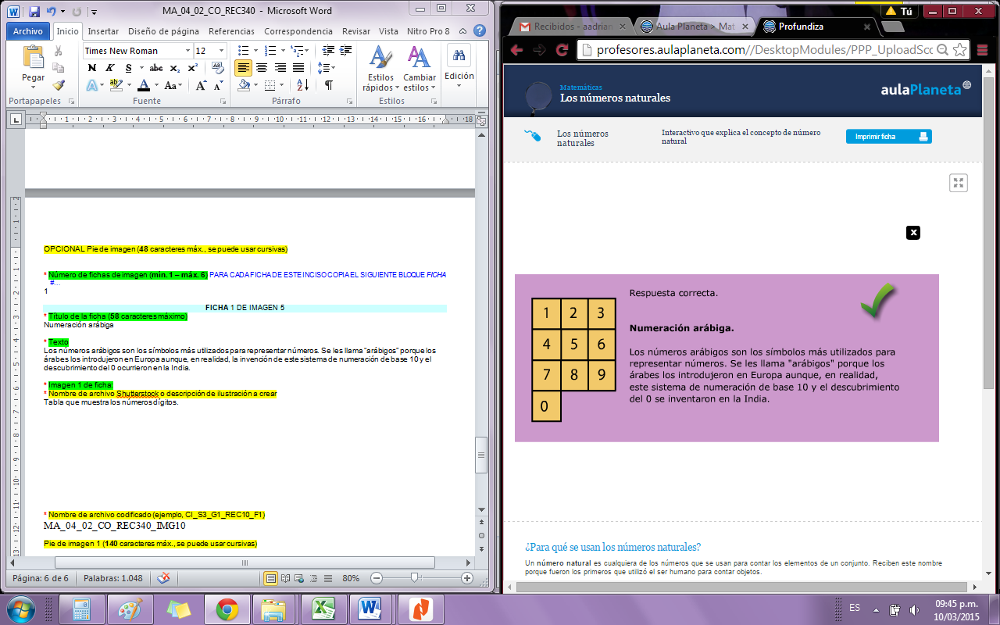 MA_04_02_CO_REC340 - Microsoft Word
Archivo Inicio Insertar Diseño de página Referencias Correspondencia Revisar Vista Nitro Pro 8
Times New Roman 12
Pegar
N K S abc x₂ x²
Aa A A
Estilos rápidos
Cambiar estilos
Edición
Portapapeles Fuente Párrafo Estilos
OPCIONAL Pie de imagen (48 caracteres máx., se puede usar cursivas)
* Número de fichas de imagen (mín. 1 – máx. 6) PARA CADA FICHA DE ESTE INCISO COPIA EL SIGUIENTE BLOQUE FICHA
#…
1
FICHA 1 DE IMAGEN 5
* Título de la ficha (58 caracteres máximo)
Numeración arábiga
* Texto
Los números arábigos son los símbolos más utilizados para representar números. Se les llama “arábigos” porque los
árabes los introdujeron en Europa aunque, en realidad, la invención de este sistema de numeración de base 10 y el
descubrimiento del 0 ocurrieron en la India.
* Imagen 1 de ficha:
* Nombre de archivo Shutterstock o descripción de ilustración a crear
Tabla que muestra los números dígitos.
* Nombre de archivo codificado (ejemplo, CI_S3_G1_REC10_F1)
MA_04_02_CO_REC340_IMG10
Pie de imagen 1 (140 caracteres máx., se puede usar cursivas)
Página: 6 de 6 Palabras: 1.048 80%
Tú
Recibidos - aadrian
Aula Planeta > Mat
Profundiza
profesores.aulaplaneta.com//DesktopModules/PPP_UploadSco
Matemáticas
Los números naturales
aulaPlaneta
Los números
naturales
Interactivo que explica el concepto de número
natural
Imprimir ficha
x
Respuesta correcta.
1 2 3
4 5 6
7 8 9
0
Numeración arábiga.
Los números arábigos son los símbolos más utilizados para
representar números. Se les llama "arábigos" porque los
árabes los introdujeron en Europa aunque, en realidad,
este sistema de numeración de base 10 y el descubrimiento
del 0 se inventaron en la India.
¿Para qué se usan los números naturales?
Un número natural es cualquiera de los números que se usan para contar los elementos de un conjunto. Reciben este nombre
porque fueron los primeros que utilizó el ser humano para contar objetos.
ES
09:45 p.m.
10/03/2015